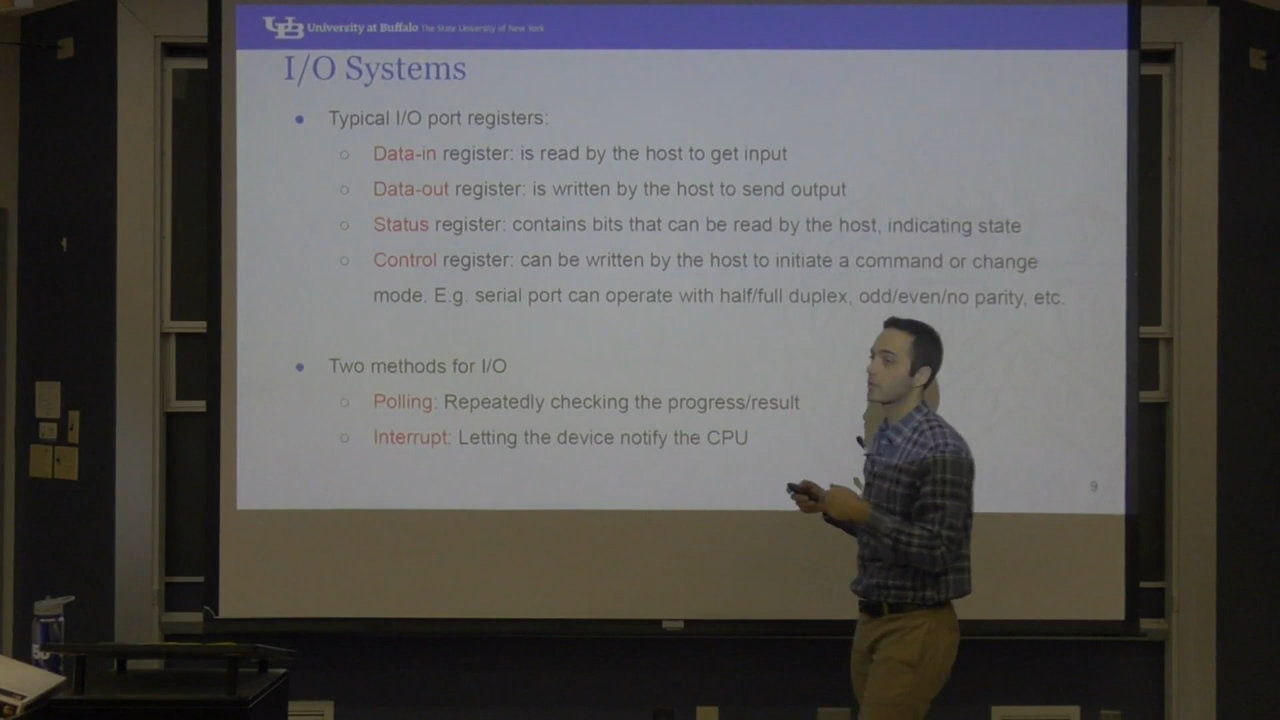 UB University at Buffalo The State University of New York
I/O Systems
Typical I/O port registers:
Data-in register: is read by the host to get input
Data-out register: is written by the host to send output
Status register: contains bits that can be read by the host, indicating state
Control register: can be written by the host to initiate a command or change
mode. E.g. serial port can operate with half/full duplex, odd/even/no parity, etc.
Two methods for I/O
Polling: Repeatedly checking the progress/result
Interrupt: Letting the device notify the CPU
9